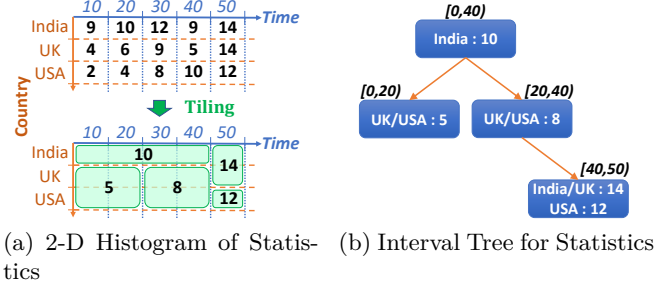 10 20 30 40 50
Time
India 9 10 12 9 14
UK 4 6 9 5 14
USA 2 4 8 10 12
Country
Tiling
10 20 30 40 50
Time
India 10 14
UK 5 8
USA 12
(a) 2-D Histogram of Statis-
tics
[0,40)
India : 10
[0,20) [20,40)
UK/USA : 5 UK/USA : 8
[40,50)
India/UK : 14
USA : 12
(b) Interval Tree for Statistics